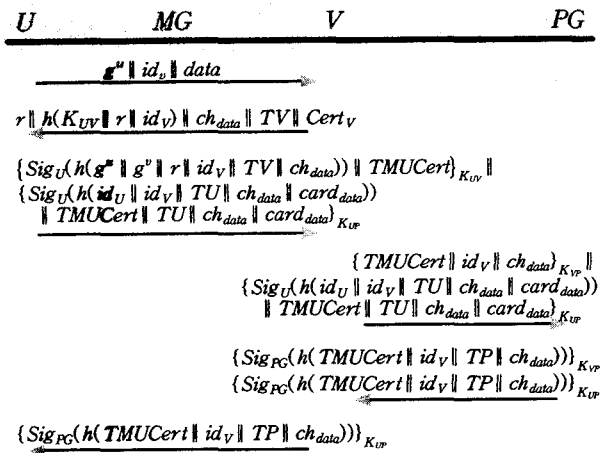 U MG V PG
g^u ‖ id_v ‖ data
r ‖ h(K_UV ‖ r ‖ id_V) ‖ ch_data ‖ TV ‖ Cert_V
{Sig_U(h(g^u ‖ g^v ‖ r ‖ id_V ‖ TV ‖ ch_data)) ‖ TMUCert}_K_UV ‖
{Sig_U(h(id_U ‖ id_V ‖ TU ‖ ch_data ‖ card_data))
‖ TMUCert ‖ TU ‖ ch_data ‖ card_data}_K_UP
{TMUCert ‖ id_V ‖ ch_data}_K_VP ‖
{Sig_U(h(id_U ‖ id_V ‖ TU ‖ ch_data ‖ card_data))
‖ TMUCert ‖ TU ‖ ch_data ‖ card_data}_K_UP
{Sig_PG(h(TMUCert ‖ id_V ‖ TP ‖ ch_data))}_K_VP
{Sig_PG(h(TMUCert ‖ id_V ‖ TP ‖ ch_data))}_K_UP
{Sig_PG(h(TMUCert ‖ id_V ‖ TP ‖ ch_data))}_K_UP